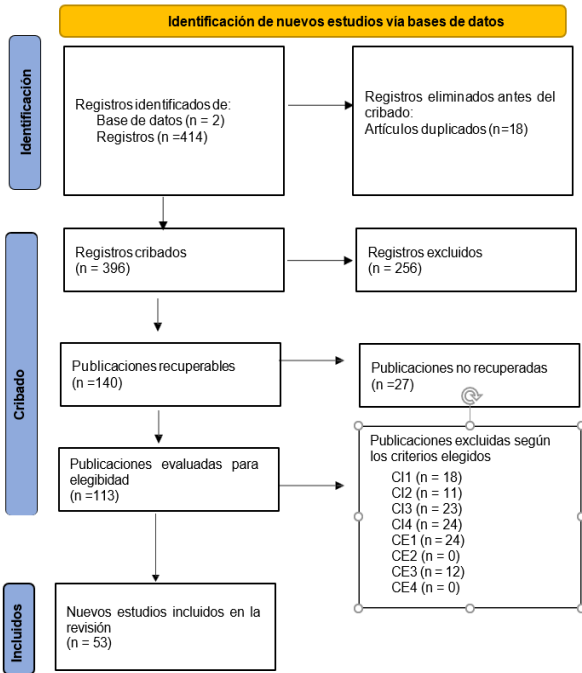 Identificación de nuevos estudios vía bases de datos
Identificación
Registros identificados de:
Base de datos (n = 2)
Registros (n =414)
Registros eliminados antes del
cribado:
Artículos duplicados (n=18)
Cribado
Registros cribados
(n = 396)
Registros excluidos
(n = 256)
Publicaciones recuperables
(n =140)
Publicaciones no recuperadas
(n =27)
Publicaciones evaluadas para
elegibidad
(n =113)
Publicaciones excluidas según
los criterios elegidos
CI1 (n = 18)
CI2 (n = 11)
CI3 (n = 23)
CI4 (n = 24)
CE1 (n = 24)
CE2 (n = 0)
CE3 (n = 12)
CE4 (n = 0)
Incluidos
Nuevos estudios incluidos en la
revisión
(n = 53)